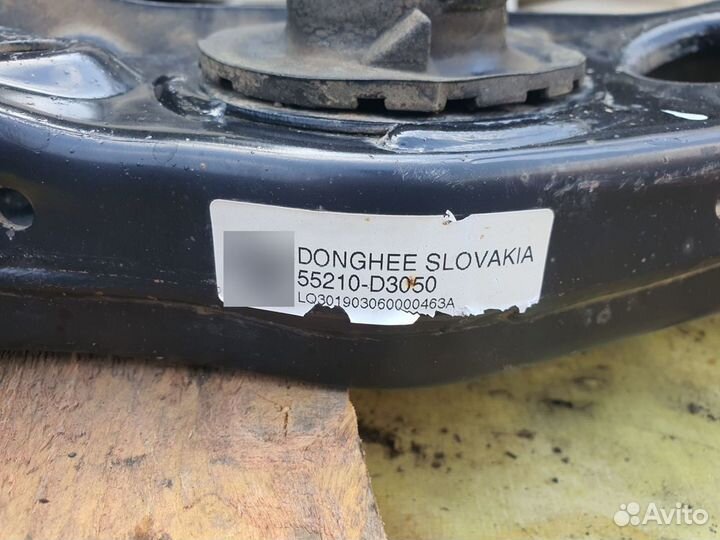 DONGHEE SLOVAKIA
55210-D3050
LO301903060000463A
Avito